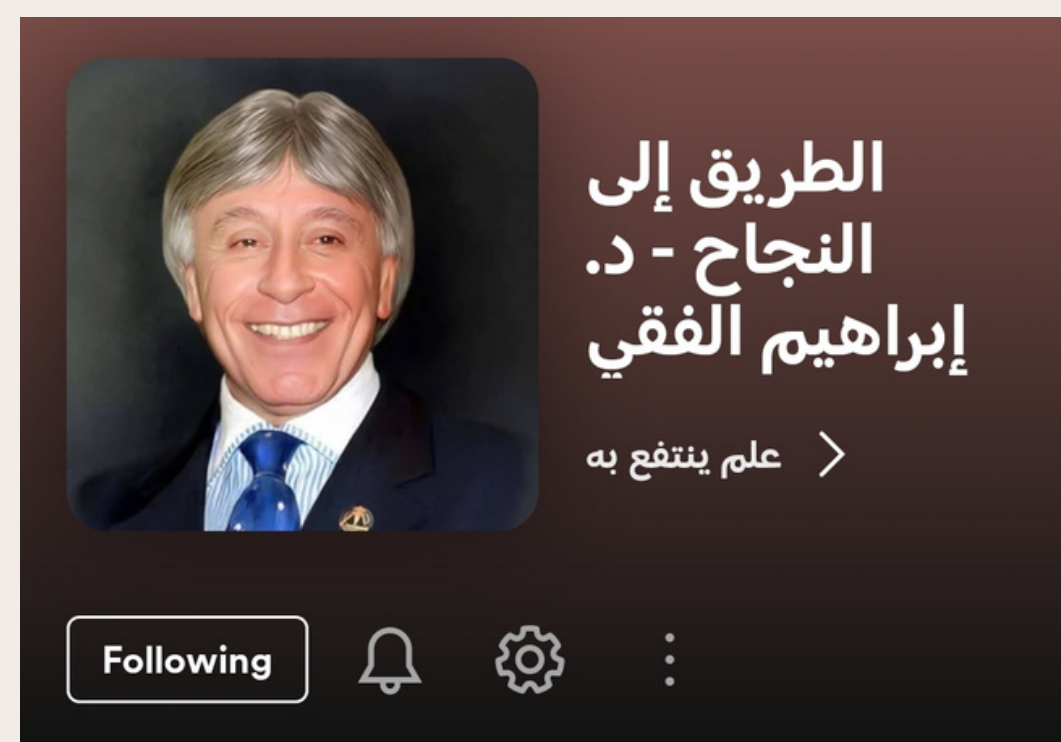 الطريق إلى
النجاح - د.
إبراهيم الفقي
علم ينتفع به
Following